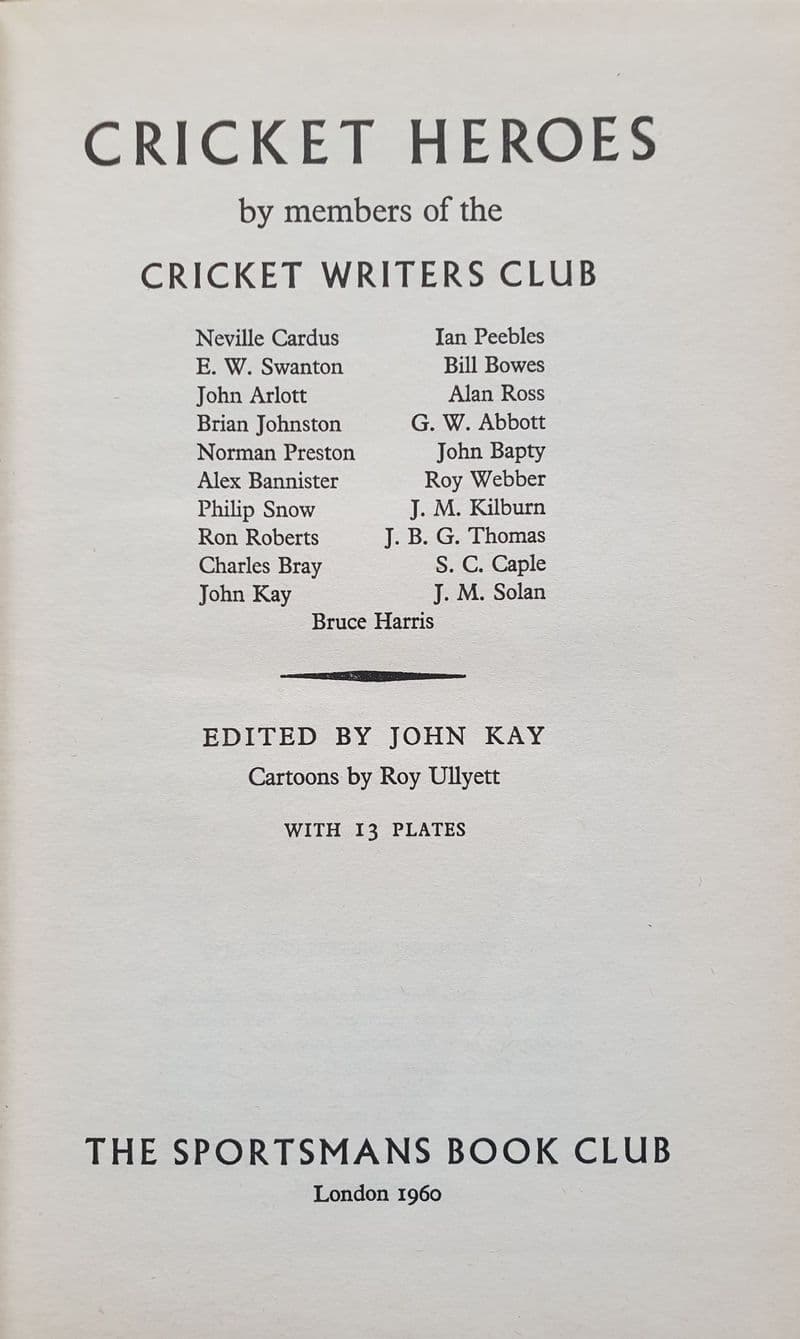 CRICKET HEROES
by members of the
CRICKET WRITERS CLUB
Neville Cardus Ian Peebles
E. W. Swanton Bill Bowes
John Arlott Alan Ross
Brian Johnston G. W. Abbott
Norman Preston John Bapty
Alex Bannister Roy Webber
Philip Snow J. M. Kilburn
Ron Roberts J. B. G. Thomas
Charles Bray S. C. Caple
John Kay J. M. Solan
Bruce Harris
EDITED BY JOHN KAY
Cartoons by Roy Ullyett
WITH 13 PLATES
THE SPORTSMANS BOOK CLUB
London 1960